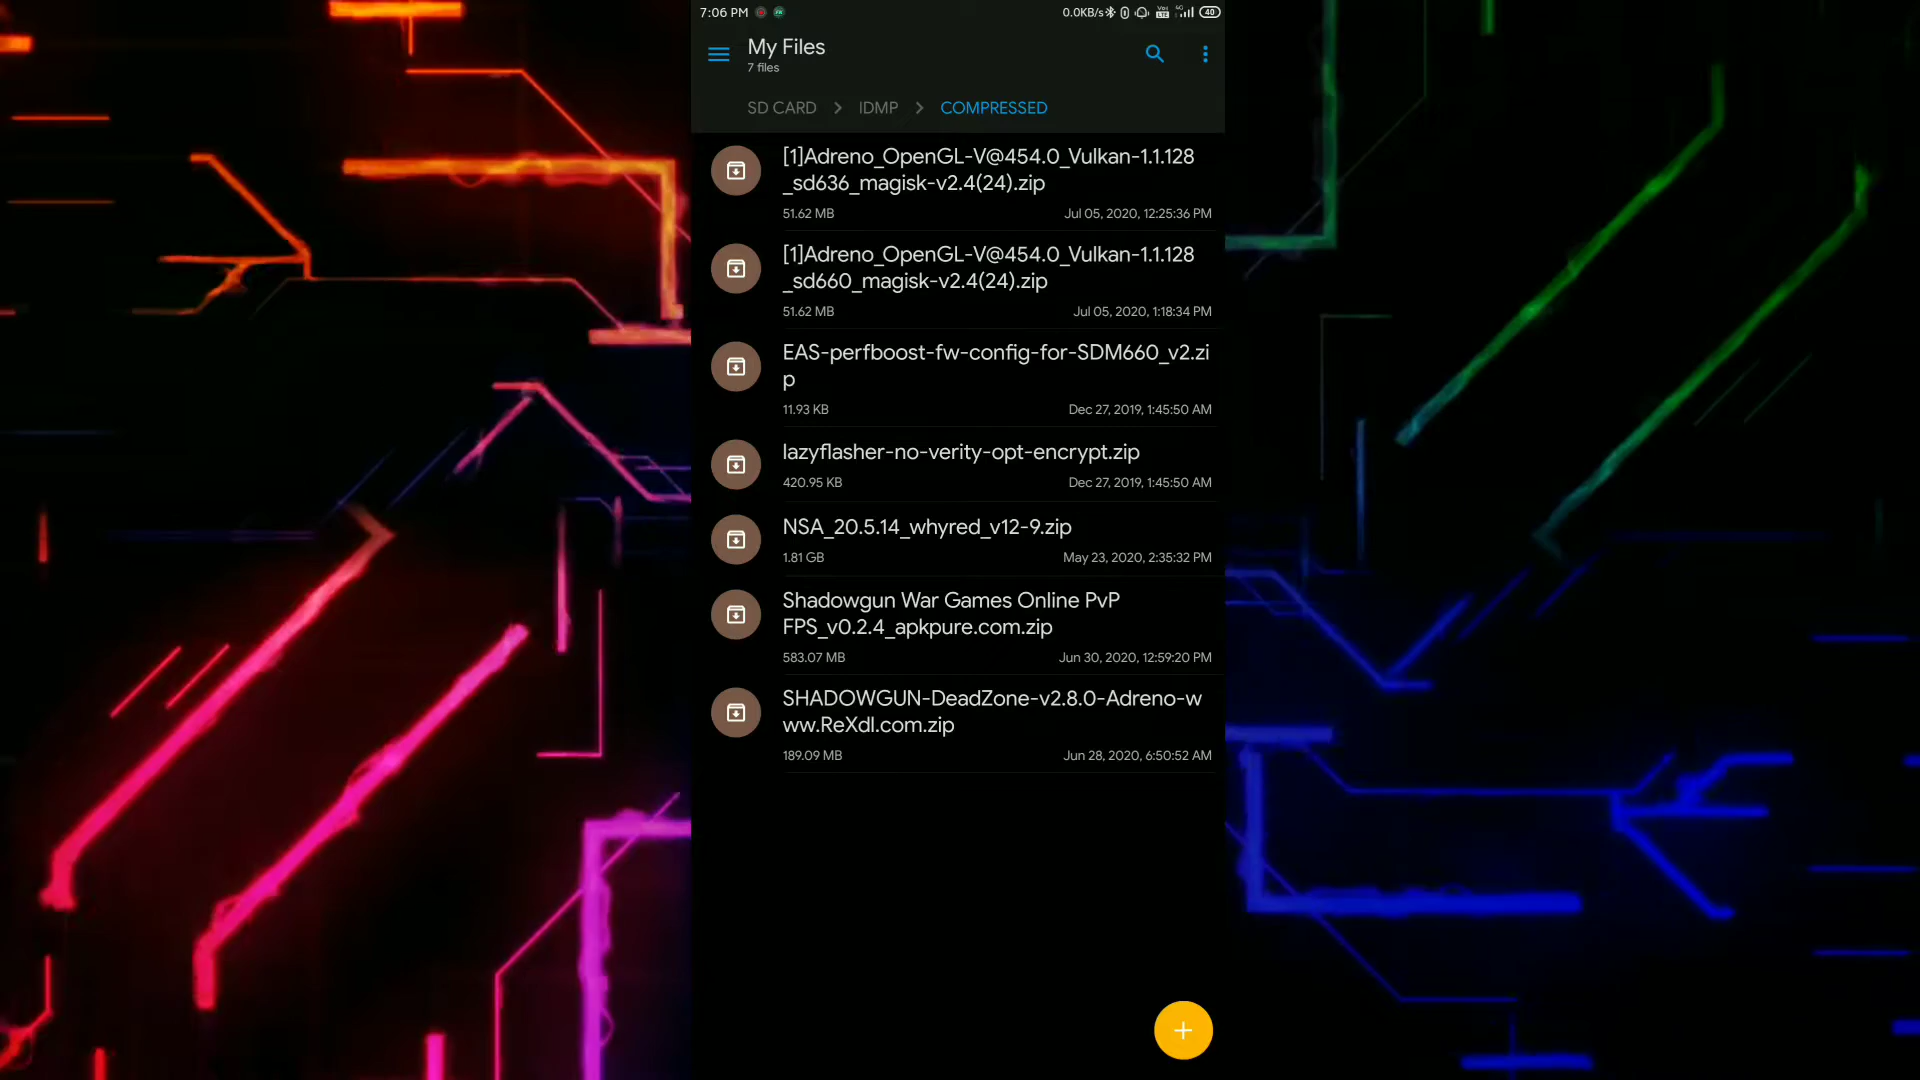 7:06 PM
0.0KB/s
40
My Files
7 files
SD CARD
IDMP
COMPRESSED
[1]Adreno_OpenGL-V@454.0_Vulkan-1.1.128
_sd636_magisk-v2.4(24).zip
51.62 MB
Jul 05, 2020, 12:25:36 PM
[1]Adreno_OpenGL-V@454.0_Vulkan-1.1.128
_sd660_magisk-v2.4(24).zip
51.62 MB
Jul 05, 2020, 1:18:34 PM
EAS-perfboost-fw-config-for-SDM660_v2.zi
p
11.93 KB
Dec 27, 2019, 1:45:50 AM
lazyflasher-no-verity-opt-encrypt.zip
420.95 KB
Dec 27, 2019, 1:45:50 AM
NSA_20.5.14_whyred_v12-9.zip
1.81 GB
May 23, 2020, 2:35:32 PM
Shadowgun War Games Online PvP
FPS_v0.2.4_apkpure.com.zip
583.07 MB
Jun 30, 2020, 12:59:20 PM
SHADOWGUN-DeadZone-v2.8.0-Adreno-w
ww.ReXdl.com.zip
189.09 MB
Jun 28, 2020, 6:50:52 AM